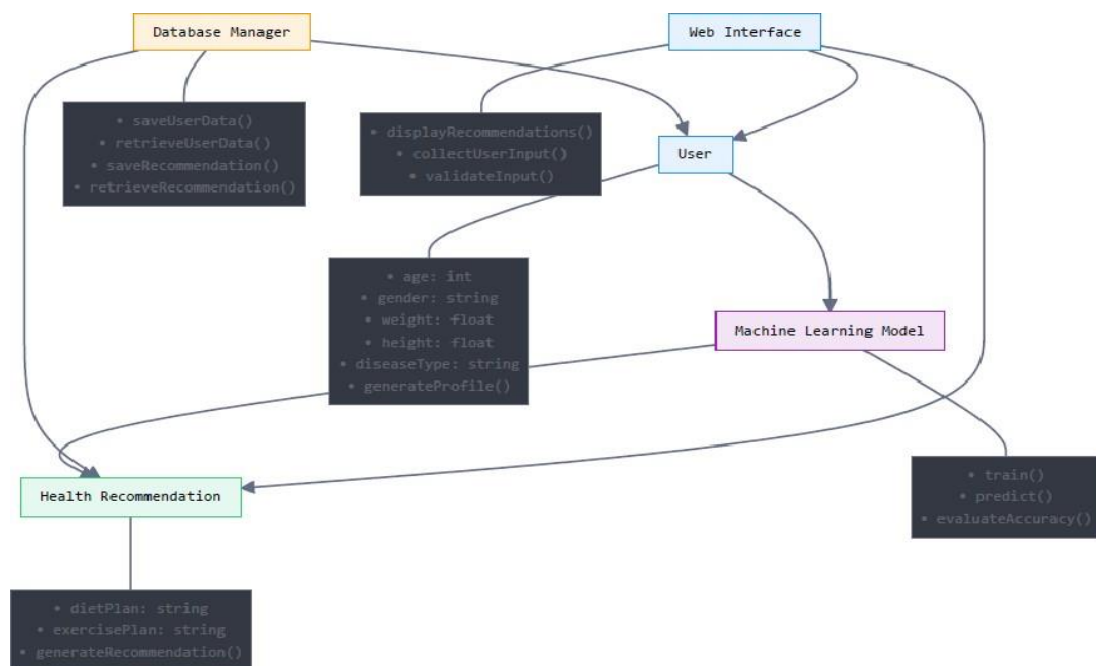 Database Manager
Web Interface
• saveUserData()
• retrieveUserData()
• saveRecommendation()
• retrieveRecommendation()
• displayRecommendations()
• collectUserInput()
• validateInput()
User
• age: int
• gender: string
• weight: float
• height: float
• diseaseType: string
• generateProfile()
Machine Learning Model
Health Recommendation
• train()
• predict()
• evaluateAccuracy()
• dietPlan: string
• exercisePlan: string
• generateRecommendation()